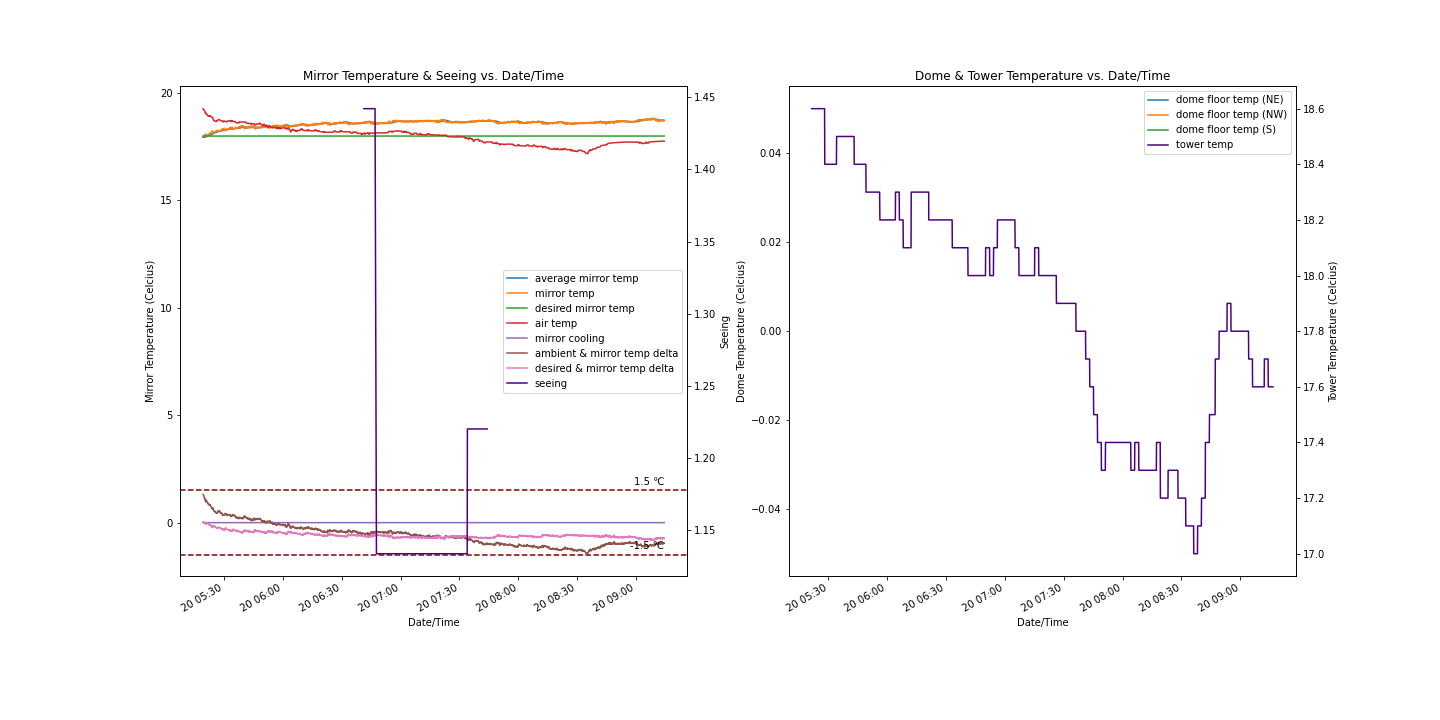 Mirror Temperature & Seeing vs. Date/Time
Mirror Temperature (Celcius)
20
15
10
5
0
1.45
1.40
1.35
1.30
1.25
1.20
1.15
Seeing
average mirror temp
mirror temp
desired mirror temp
air temp
mirror cooling
ambient & mirror temp delta
desired & mirror temp delta
seeing
1.5 ℃
-1.5 ℃
20 05:30
20 06:00
20 06:30
20 07:00
20 07:30
20 08:00
20 08:30
20 09:00
Date/Time
Dome & Tower Temperature vs. Date/Time
Dome Temperature (Celcius)
0.04
0.02
0.00
−0.02
−0.04
dome floor temp (NE)
dome floor temp (NW)
dome floor temp (S)
tower temp
18.6
18.4
18.2
18.0
17.8
17.6
17.4
17.2
17.0
Tower Temperature (Celcius)
20 05:30
20 06:00
20 06:30
20 07:00
20 07:30
20 08:00
20 08:30
20 09:00
Date/Time